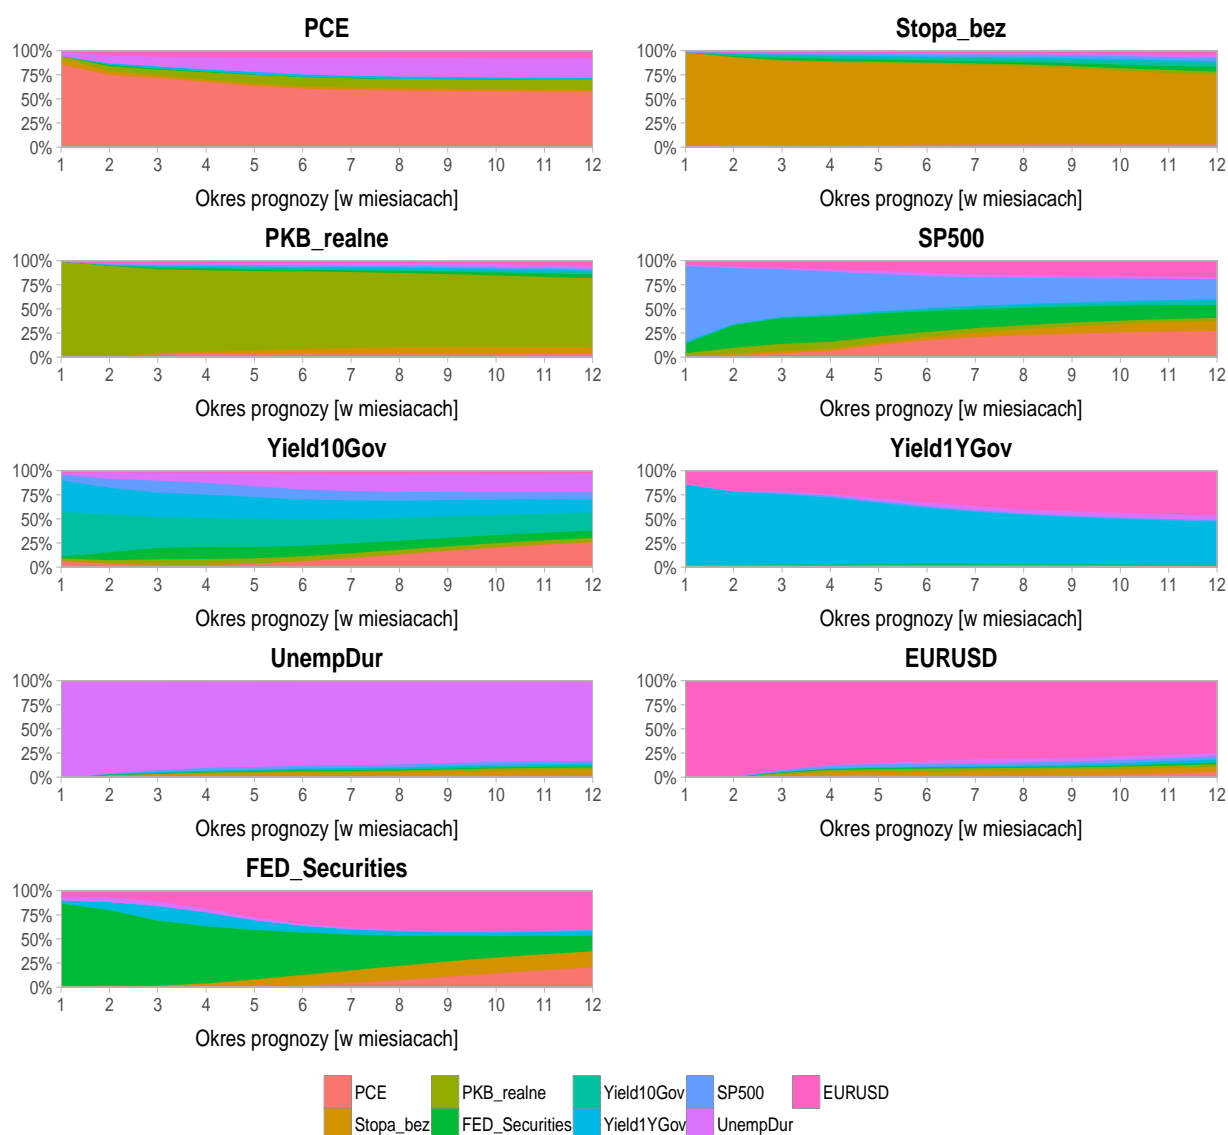 PCE
100%
75%
50%
25%
0%
1 2 3 4 5 6 7 8 9 10 11 12
Okres prognozy [w miesiacach]
Stopa_bez
100%
75%
50%
25%
0%
1 2 3 4 5 6 7 8 9 10 11 12
Okres prognozy [w miesiacach]
PKB_realne
100%
75%
50%
25%
0%
1 2 3 4 5 6 7 8 9 10 11 12
Okres prognozy [w miesiacach]
SP500
100%
75%
50%
25%
0%
1 2 3 4 5 6 7 8 9 10 11 12
Okres prognozy [w miesiacach]
Yield10Gov
100%
75%
50%
25%
0%
1 2 3 4 5 6 7 8 9 10 11 12
Okres prognozy [w miesiacach]
Yield1YGov
100%
75%
50%
25%
0%
1 2 3 4 5 6 7 8 9 10 11 12
Okres prognozy [w miesiacach]
UnempDur
100%
75%
50%
25%
0%
1 2 3 4 5 6 7 8 9 10 11 12
Okres prognozy [w miesiacach]
EURUSD
100%
75%
50%
25%
0%
1 2 3 4 5 6 7 8 9 10 11 12
Okres prognozy [w miesiacach]
FED_Securities
100%
75%
50%
25%
0%
1 2 3 4 5 6 7 8 9 10 11 12
Okres prognozy [w miesiacach]
PCE PKB_realne Yield10Gov SP500 EURUSD
Stopa_bez FED_Securities Yield1YGov UnempDur